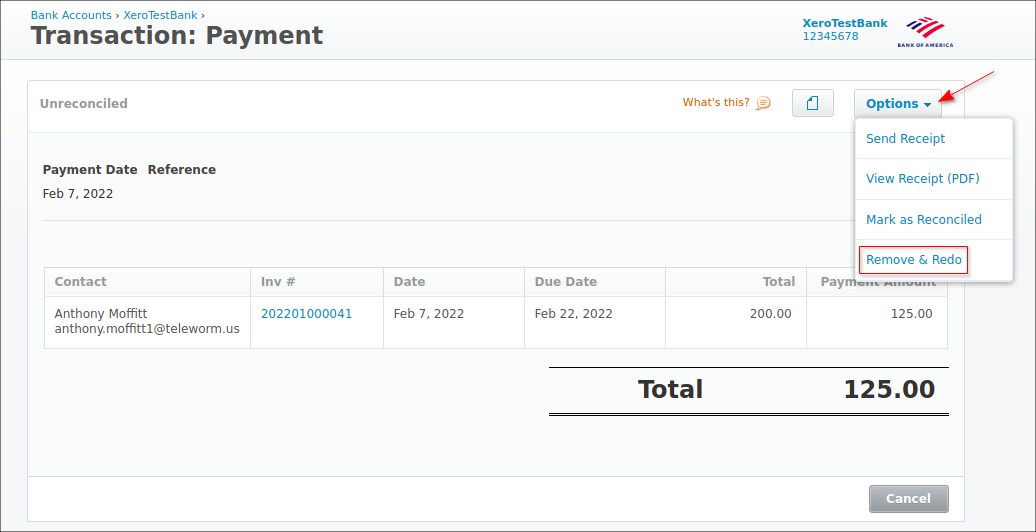 Bank Accounts › XeroTestBank ›
Transaction: Payment
XeroTestBank
12345678
BANK OF AMERICA
Unreconciled
What's this?
Options
Send Receipt
View Receipt (PDF)
Mark as Reconciled
Remove & Redo
Payment Date Reference
Feb 7, 2022
Contact Inv # Date Due Date Total Payment Amount
Anthony Moffitt 202201000041 Feb 7, 2022 Feb 22, 2022 200.00 125.00
anthony.moffitt1@teleworm.us
Total 125.00
Cancel